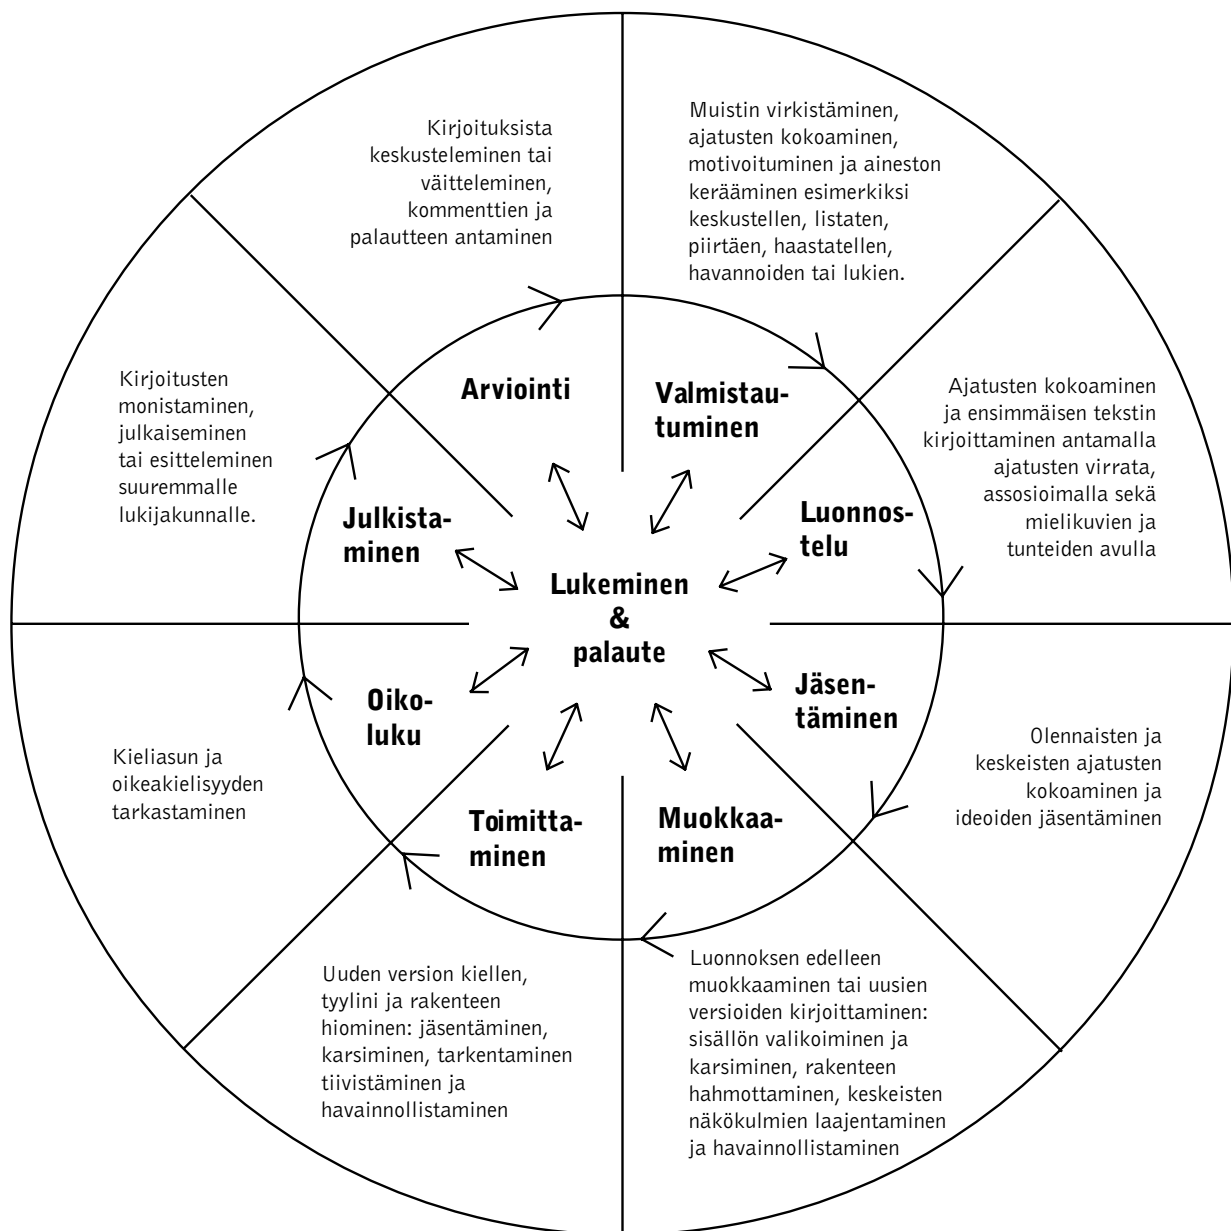 Kirjoituksista
keskusteleminen tai
väitteleminen,
kommenttien ja
palautteen antaminen
Muistin virkistäminen,
ajatusten kokoaminen,
motivoituminen ja aineston
kerääminen esimerkiksi
keskustellen, listaten,
piirtäen, haastatellen,
havannoiden tai lukien.
Kirjoitusten
monistaminen,
julkaiseminen
tai esitteleminen
suuremmalle
lukijakunnalle.
Arviointi
Valmistau-
tuminen
Ajatusten kokoaminen
ja ensimmäisen tekstin
kirjoittaminen antamalla
ajatusten virrata,
assosioimalla sekä
mielikuvien ja
tunteiden avulla
Julkista-
minen
Luonnos-
telu
Lukeminen
&
palaute
Oiko-
luku
Jäsen-
täminen
Kieliasun ja
oikeakielisyyden
tarkastaminen
Olennaisten ja
keskeisten ajatusten
kokoaminen ja
ideoiden jäsentäminen
Toimitta-
minen
Muokkaa-
minen
Uuden version kiellen,
tyylini ja rakenteen
hiominen: jäsentäminen,
karsiminen, tarkentaminen
tiivistäminen ja
havainnollistaminen
Luonnoksen edelleen
muokkaaminen tai uusien
versioiden kirjoittaminen:
sisällön valikoiminen ja
karsiminen, rakenteen
hahmottaminen, keskeisten
näkökulmien laajentaminen
ja havainnollistaminen